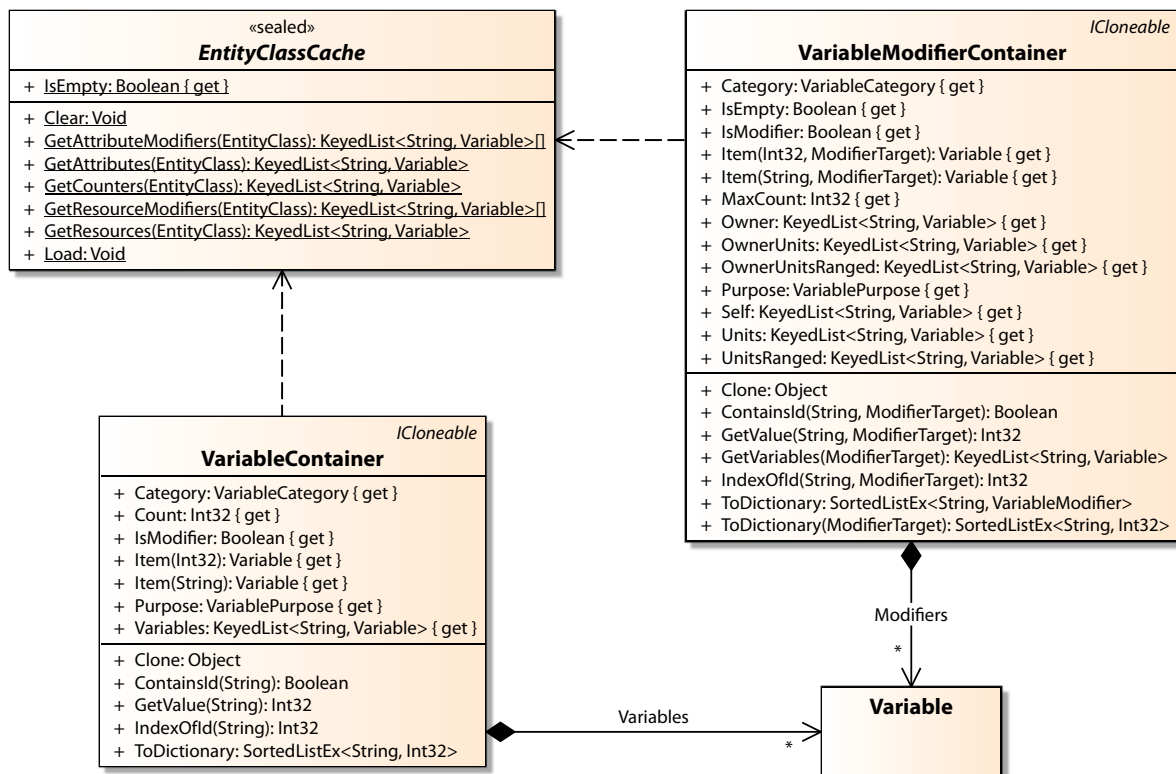 «sealed»
EntityClassCache
+ IsEmpty: Boolean { get }
+ Clear: Void
+ GetAttributeModifiers(EntityClass): KeyedList<String, Variable>[]
+ GetAttributes(EntityClass): KeyedList<String, Variable>
+ GetCounters(EntityClass): KeyedList<String, Variable>
+ GetResourceModifiers(EntityClass): KeyedList<String, Variable>[]
+ GetResources(EntityClass): KeyedList<String, Variable>
+ Load: Void
ICloneable
VariableModifierContainer
+ Category: VariableCategory { get }
+ IsEmpty: Boolean { get }
+ IsModifier: Boolean { get }
+ Item(Int32, ModifierTarget): Variable { get }
+ Item(String, ModifierTarget): Variable { get }
+ MaxCount: Int32 { get }
+ Owner: KeyedList<String, Variable> { get }
+ OwnerUnits: KeyedList<String, Variable> { get }
+ OwnerUnitsRanged: KeyedList<String, Variable> { get }
+ Purpose: VariablePurpose { get }
+ Self: KeyedList<String, Variable> { get }
+ Units: KeyedList<String, Variable> { get }
+ UnitsRanged: KeyedList<String, Variable> { get }
+ Clone: Object
+ ContainsId(String, ModifierTarget): Boolean
+ GetValue(String, ModifierTarget): Int32
+ GetVariables(ModifierTarget): KeyedList<String, Variable>
+ IndexOfId(String, ModifierTarget): Int32
+ ToDictionary: SortedListEx<String, VariableModifier>
+ ToDictionary(ModifierTarget): SortedListEx<String, Int32>
ICloneable
VariableContainer
+ Category: VariableCategory { get }
+ Count: Int32 { get }
+ IsModifier: Boolean { get }
+ Item(Int32): Variable { get }
+ Item(String): Variable { get }
+ Purpose: VariablePurpose { get }
+ Variables: KeyedList<String, Variable> { get }
+ Clone: Object
+ ContainsId(String): Boolean
+ GetValue(String): Int32
+ IndexOfId(String): Int32
+ ToDictionary: SortedListEx<String, Int32>
Modifiers
*
Variables
*
Variable